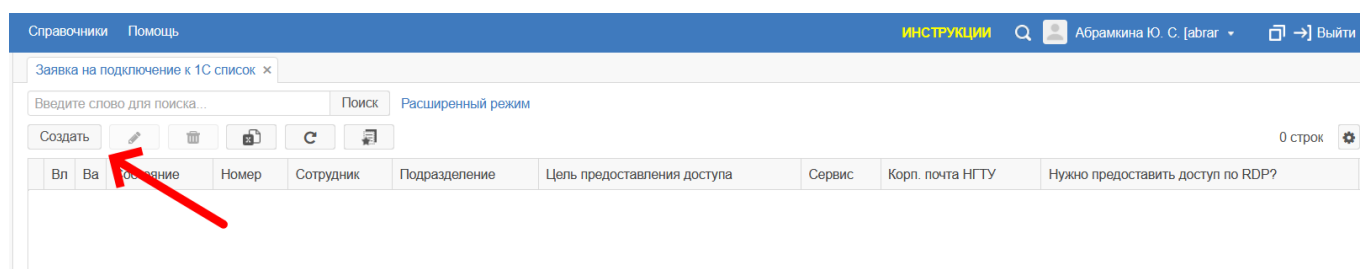 Справочники Помощь ИНСТРУКЦИИ Абрамкина Ю. С. [abrar Выйти
Заявка на подключение к 1С список ×
Введите слово для поиска... Поиск Расширенный режим
Создать 0 строк
Вл Ва Состояние Номер Сотрудник Подразделение Цель предоставления доступа Сервис Корп. почта НГТУ Нужно предоставить доступ по RDP?